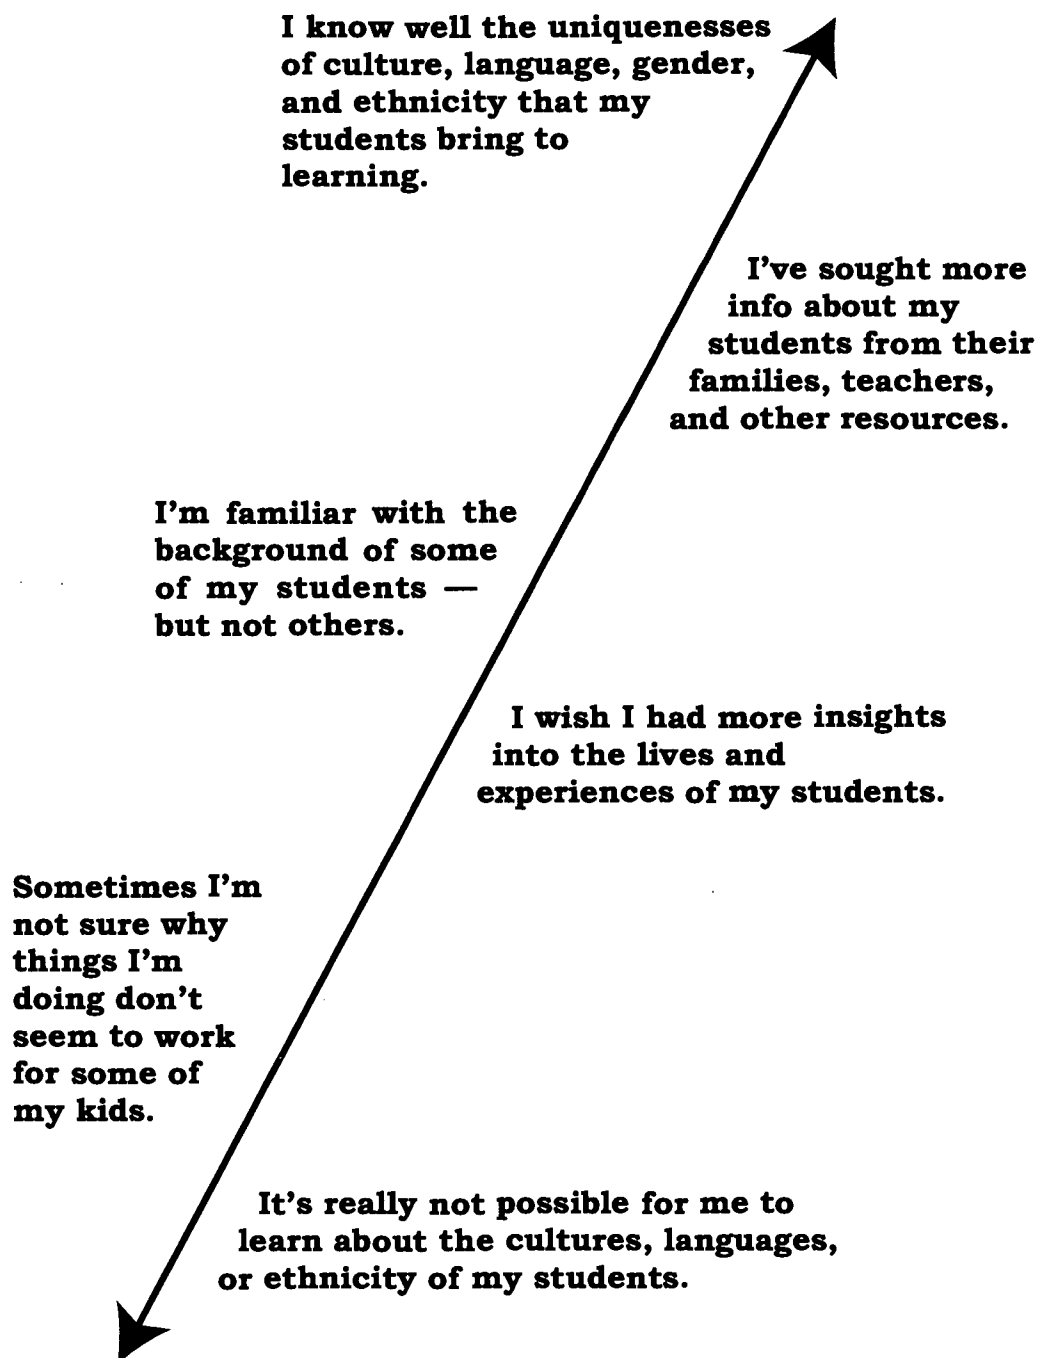 I know well the uniquenesses
of culture, language, gender,
and ethnicity that my
students bring to
learning.
I've sought more
info about my
students from their
families, teachers,
and other resources.
I'm familiar with the
background of some
of my students —
but not others.
I wish I had more insights
into the lives and
experiences of my students.
Sometimes I'm
not sure why
things I'm
doing don't
seem to work
for some of
my kids.
It's really not possible for me to
learn about the cultures, languages,
or ethnicity of my students.